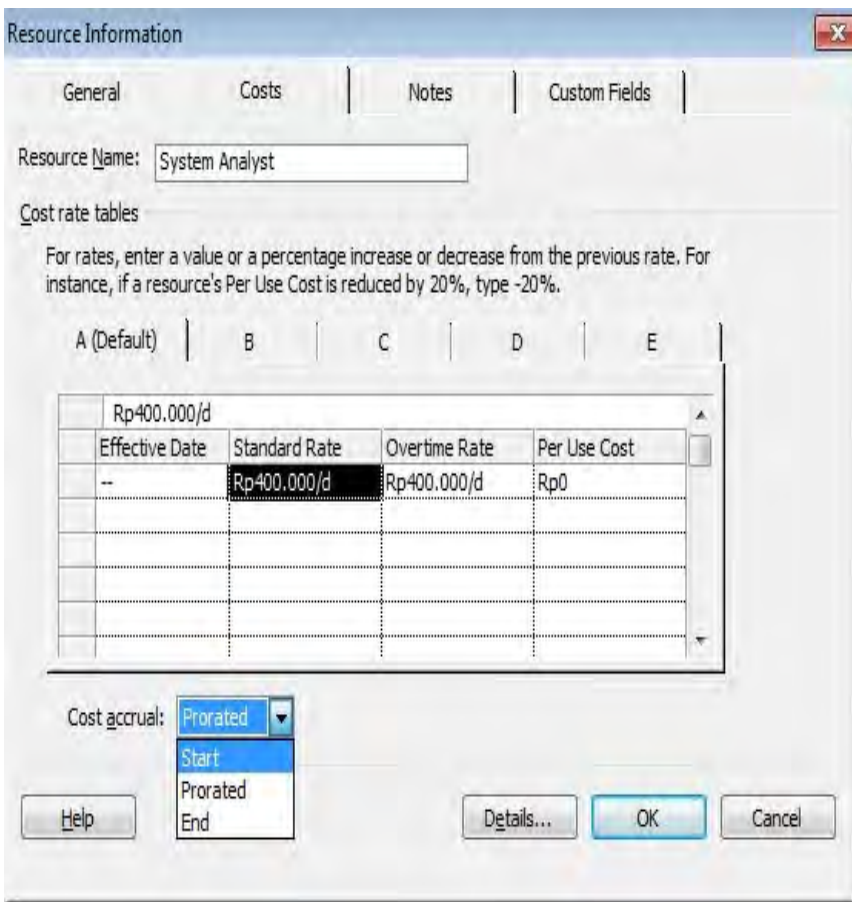 Resource Information
General Costs Notes Custom Fields
Resource Name: System Analyst
Cost rate tables
For rates, enter a value or a percentage increase or decrease from the previous rate. For
instance, if a resource's Per Use Cost is reduced by 20%, type -20%.
A (Default) B C D E
Rp400.000/d
Effective Date Standard Rate Overtime Rate Per Use Cost
-- Rp400.000/d Rp400.000/d Rp0
Cost accrual: Prorated
Start
Prorated
End
Help Details... OK Cancel